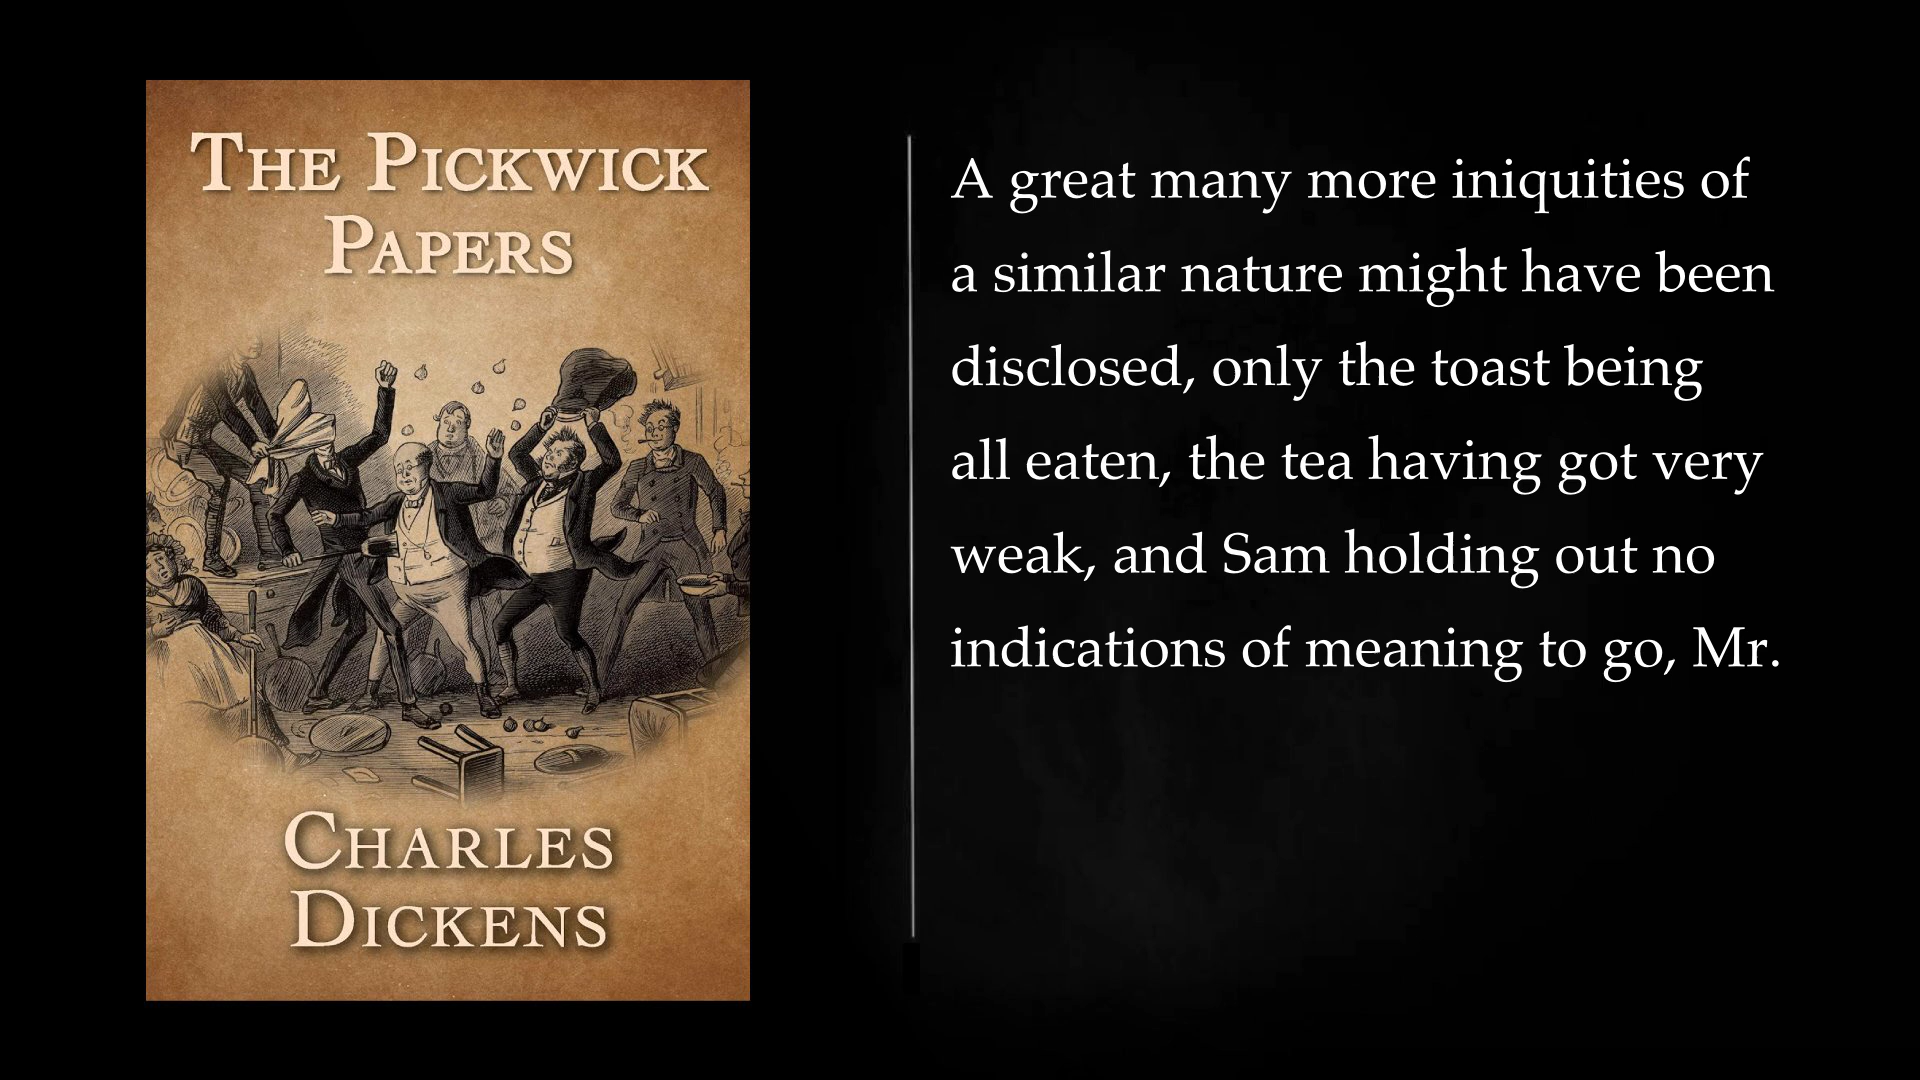 The Pickwick
Papers
Charles
Dickens
A great many more iniquities of
a similar nature might have been
disclosed, only the toast being
all eaten, the tea having got very
weak, and Sam holding out no
indications of meaning to go, Mr.